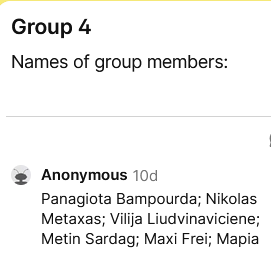 Group 4
Names of group members:
Anonymous 10d
Panagiota Bampourda; Nikolas
Metaxas; Vilija Liudvinaviciene;
Metin Sardag; Maxi Frei; Mapia